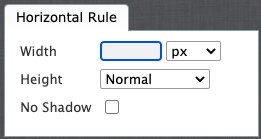 Horizontal Rule
Width px
Height Normal
No Shadow